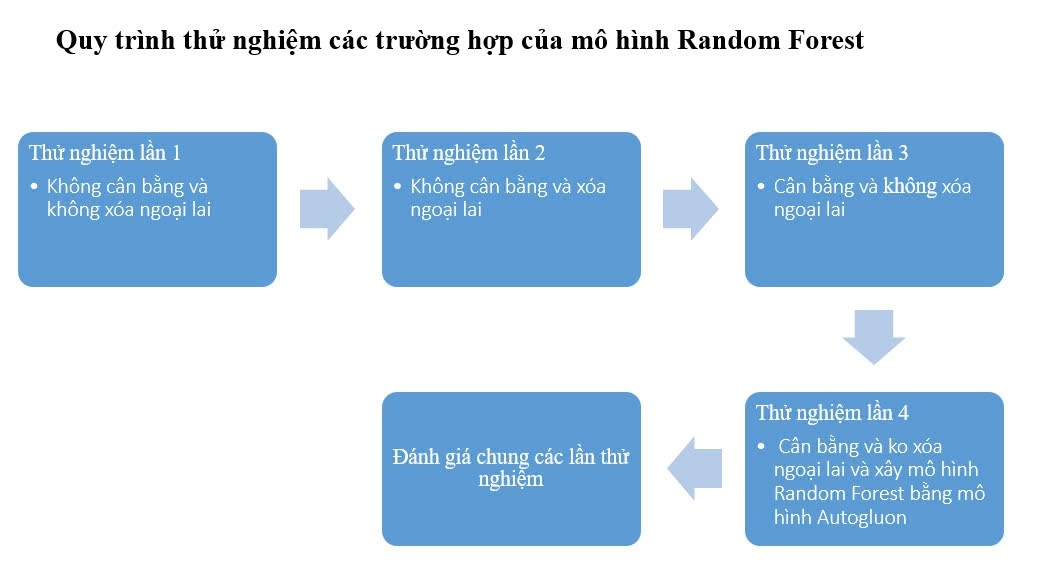 Quy trình thử nghiệm các trường hợp của mô hình Random Forest
Thử nghiệm lần 1
• Không cân bằng và
không xóa ngoại lai
Thử nghiệm lần 2
• Không cân bằng và xóa
ngoại lai
Thử nghiệm lần 3
• Cân bằng và không xóa
ngoại lai
Thử nghiệm lần 4
• Cân bằng và ko xóa
ngoại lai và xây mô hình
Random Forest bằng mô
hình Autogluon
Đánh giá chung các lần thử
nghiệm